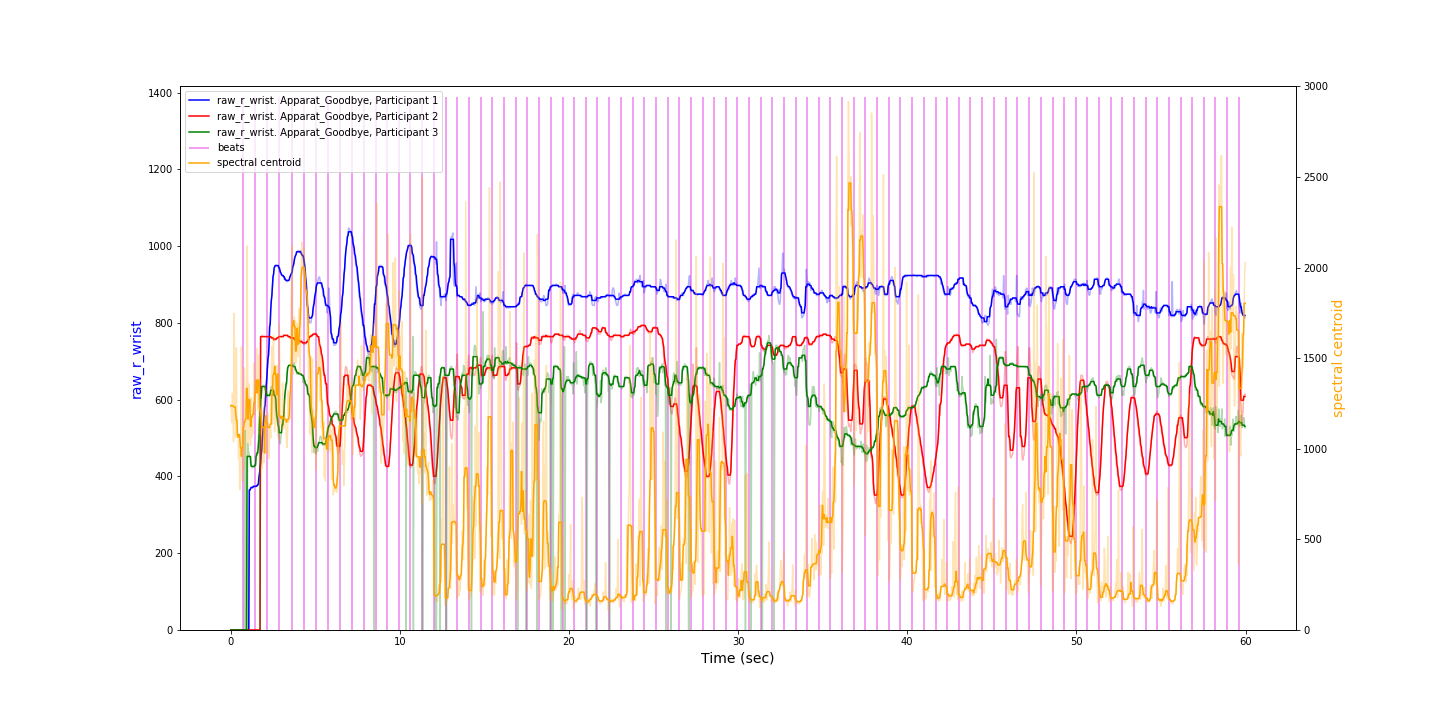 1400
1200
1000
800
600
400
200
0
raw_r_wrist
raw_r_wrist. Apparat_Goodbye, Participant 1
raw_r_wrist. Apparat_Goodbye, Participant 2
raw_r_wrist. Apparat_Goodbye, Participant 3
beats
spectral centroid
3000
2500
2000
1500
1000
500
0
spectral centroid
0 10 20 30 40 50 60
Time (sec)